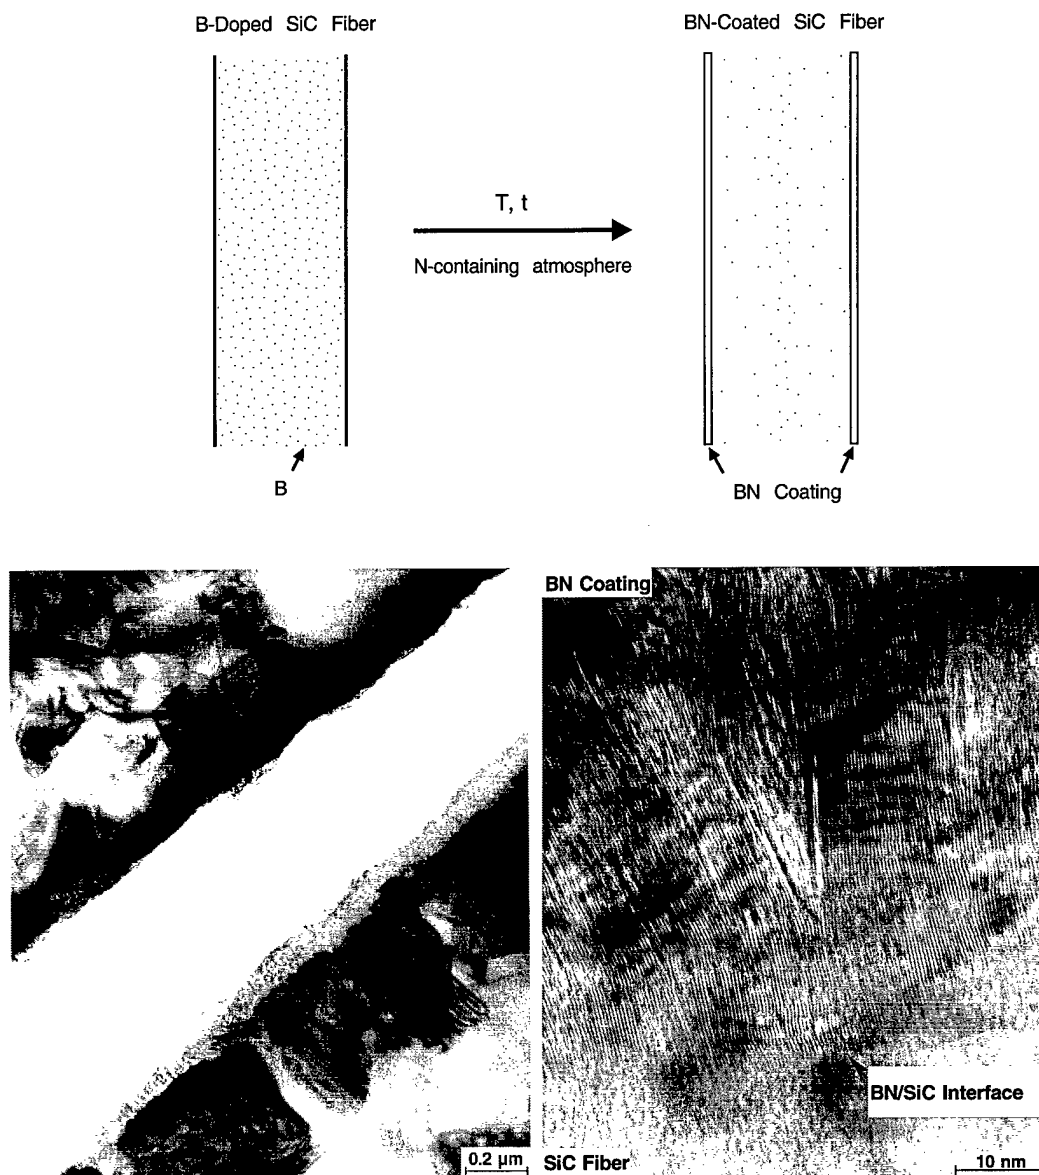 B-Doped SiC Fiber
BN-Coated SiC Fiber
T, t
N-containing atmosphere
B
BN Coating
BN Coating
BN/SiC Interface
0.2 µm
SiC Fiber
10 nm